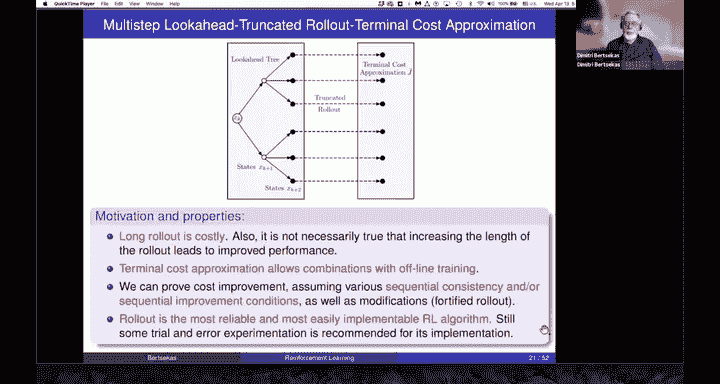 QuickTime Player File Edit View Window Help
100%
Wed Apr 13
Multistep Lookahead-Truncated Rollout-Terminal Cost Approximation
Dimitri Bertsekas
Dimitri Bertsekas
Lookahead Tree
Terminal Cost
Approximation J̃
Truncated
Rollout
States
States
Motivation and properties:
Long rollout is costly. Also, it is not necessarily true that increasing the length of
the rollout leads to improved performance.
Terminal cost approximation allows combinations with off-line training.
We can prove cost improvement, assuming various sequential consistency and/or
sequential improvement conditions, as well as modifications (fortified rollout).
Rollout is the most reliable and most easily implementable RL algorithm. Still
some trial and error experimentation is recommended for its implementation.
Bertsekas
Reinforcement Learning
21 / 52